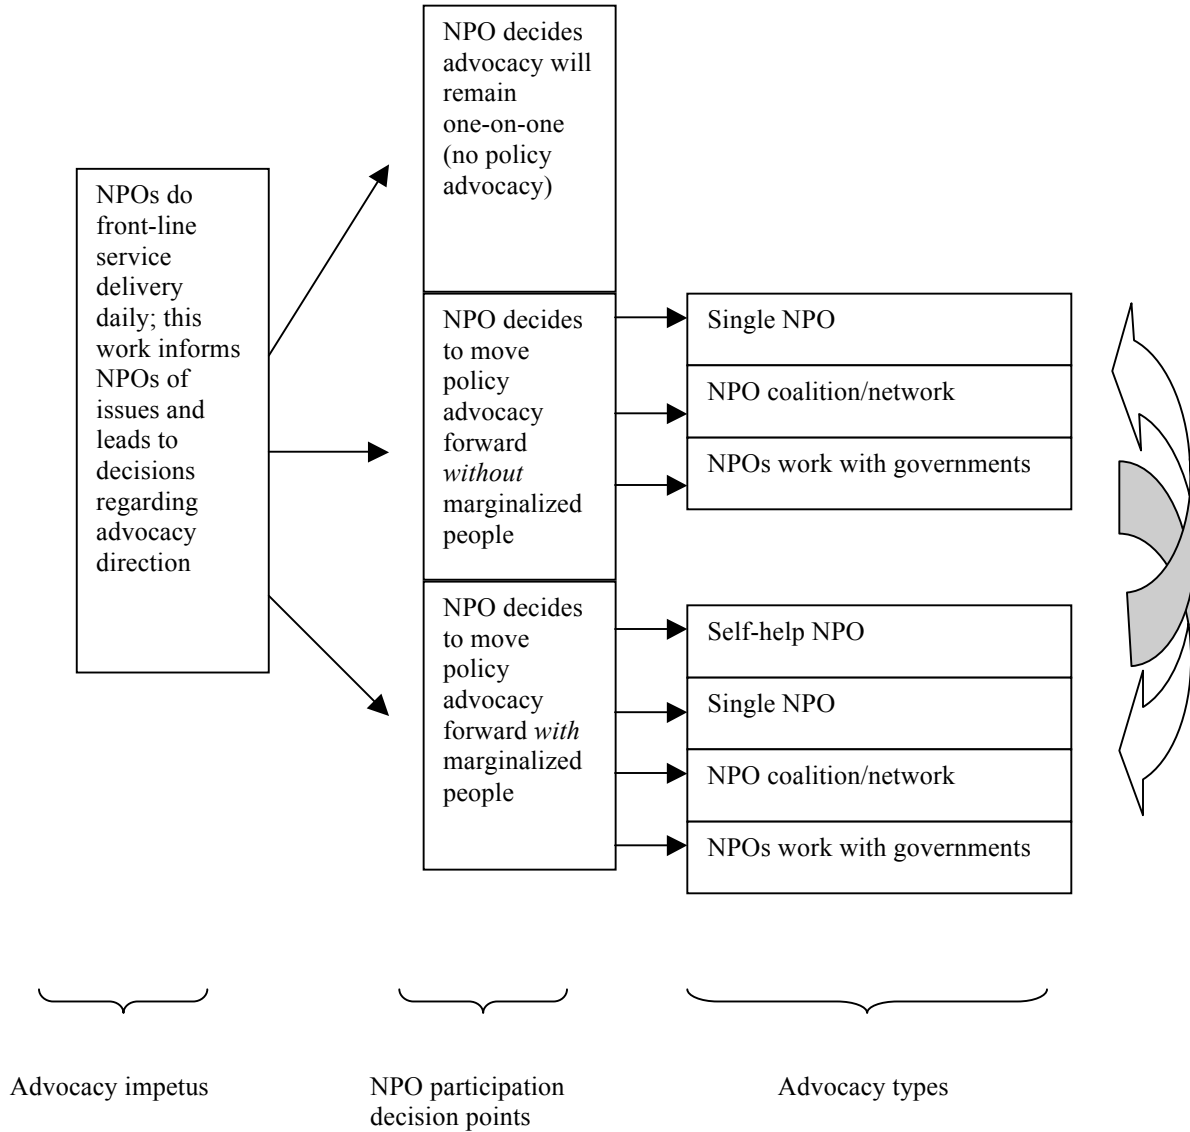 NPO decides
advocacy will
remain
one-on-one
(no policy
advocacy)
NPOs do
front-line
service
delivery
daily; this
work informs
NPOs of
issues and
leads to
decisions
regarding
advocacy
direction
NPO decides
to move
policy
advocacy
forward
without
marginalized
people
Single NPO
NPO coalition/network
NPOs work with governments
NPO decides
to move
policy
advocacy
forward with
marginalized
people
Self-help NPO
Single NPO
NPO coalition/network
NPOs work with governments
Advocacy impetus
NPO participation
decision points
Advocacy types